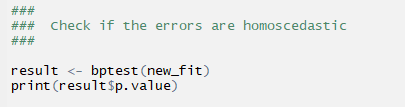 ###
###  Check if the errors are homoscedastic
###
result <- bptest(new_fit)
print(result$p.value)